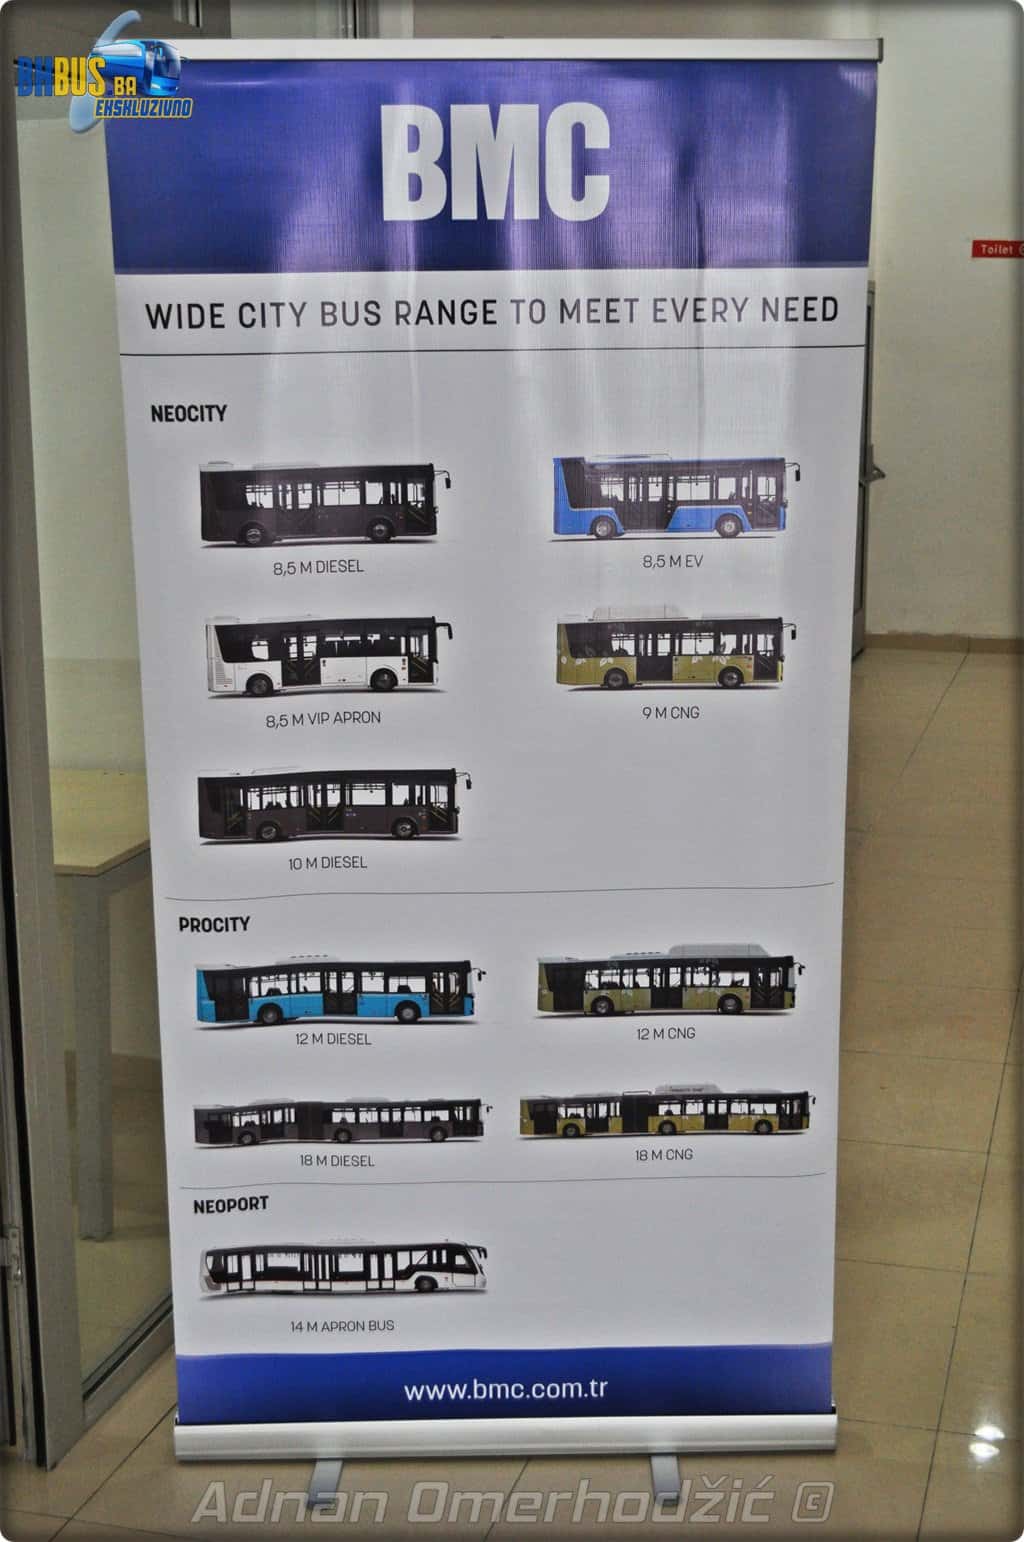 BHBUS.BA
EKSKLUZIVNO
BMC
Toilet
WIDE CITY BUS RANGE TO MEET EVERY NEED
NEOCITY
8,5 M DIESEL
8,5 M EV
8,5 M VIP APRON
9 M CNG
10 M DIESEL
PROCITY
12 M DIESEL
12 M CNG
18 M DIESEL
18 M CNG
NEOPORT
14 M APRON BUS
www.bmc.com.tr
Adnan Omerhodžić ©